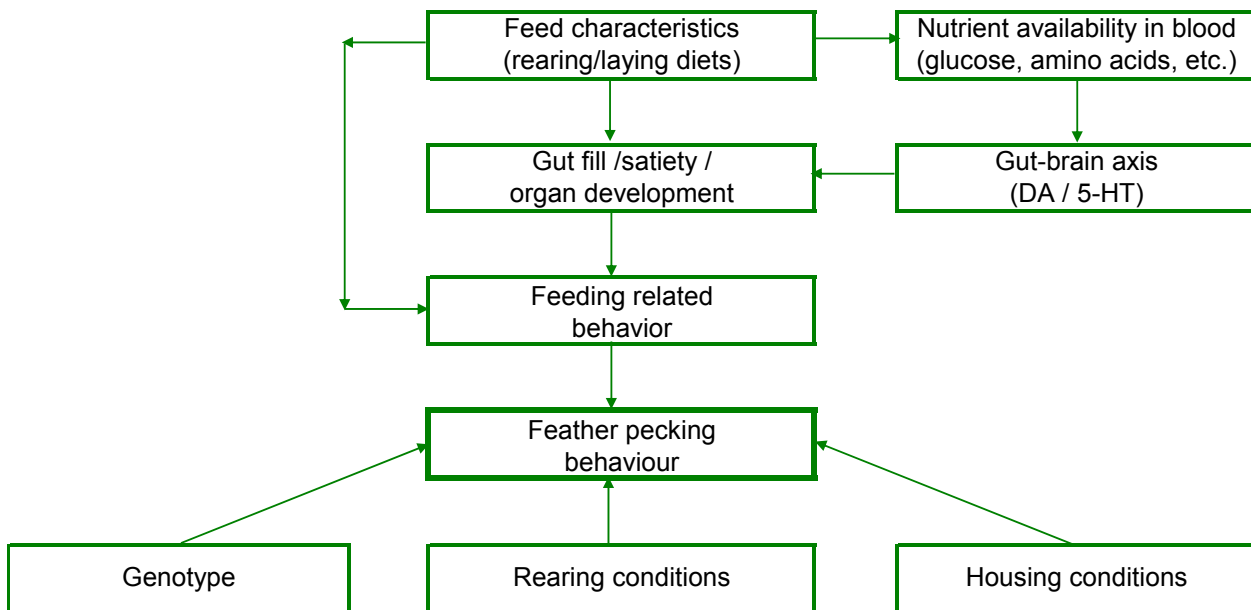 Feed characteristics
(rearing/laying diets)
Nutrient availability in blood
(glucose, amino acids, etc.)
Gut fill /satiety /
organ development
Gut-brain axis
(DA / 5-HT)
Feeding related
behavior
Feather pecking
behaviour
Genotype
Rearing conditions
Housing conditions